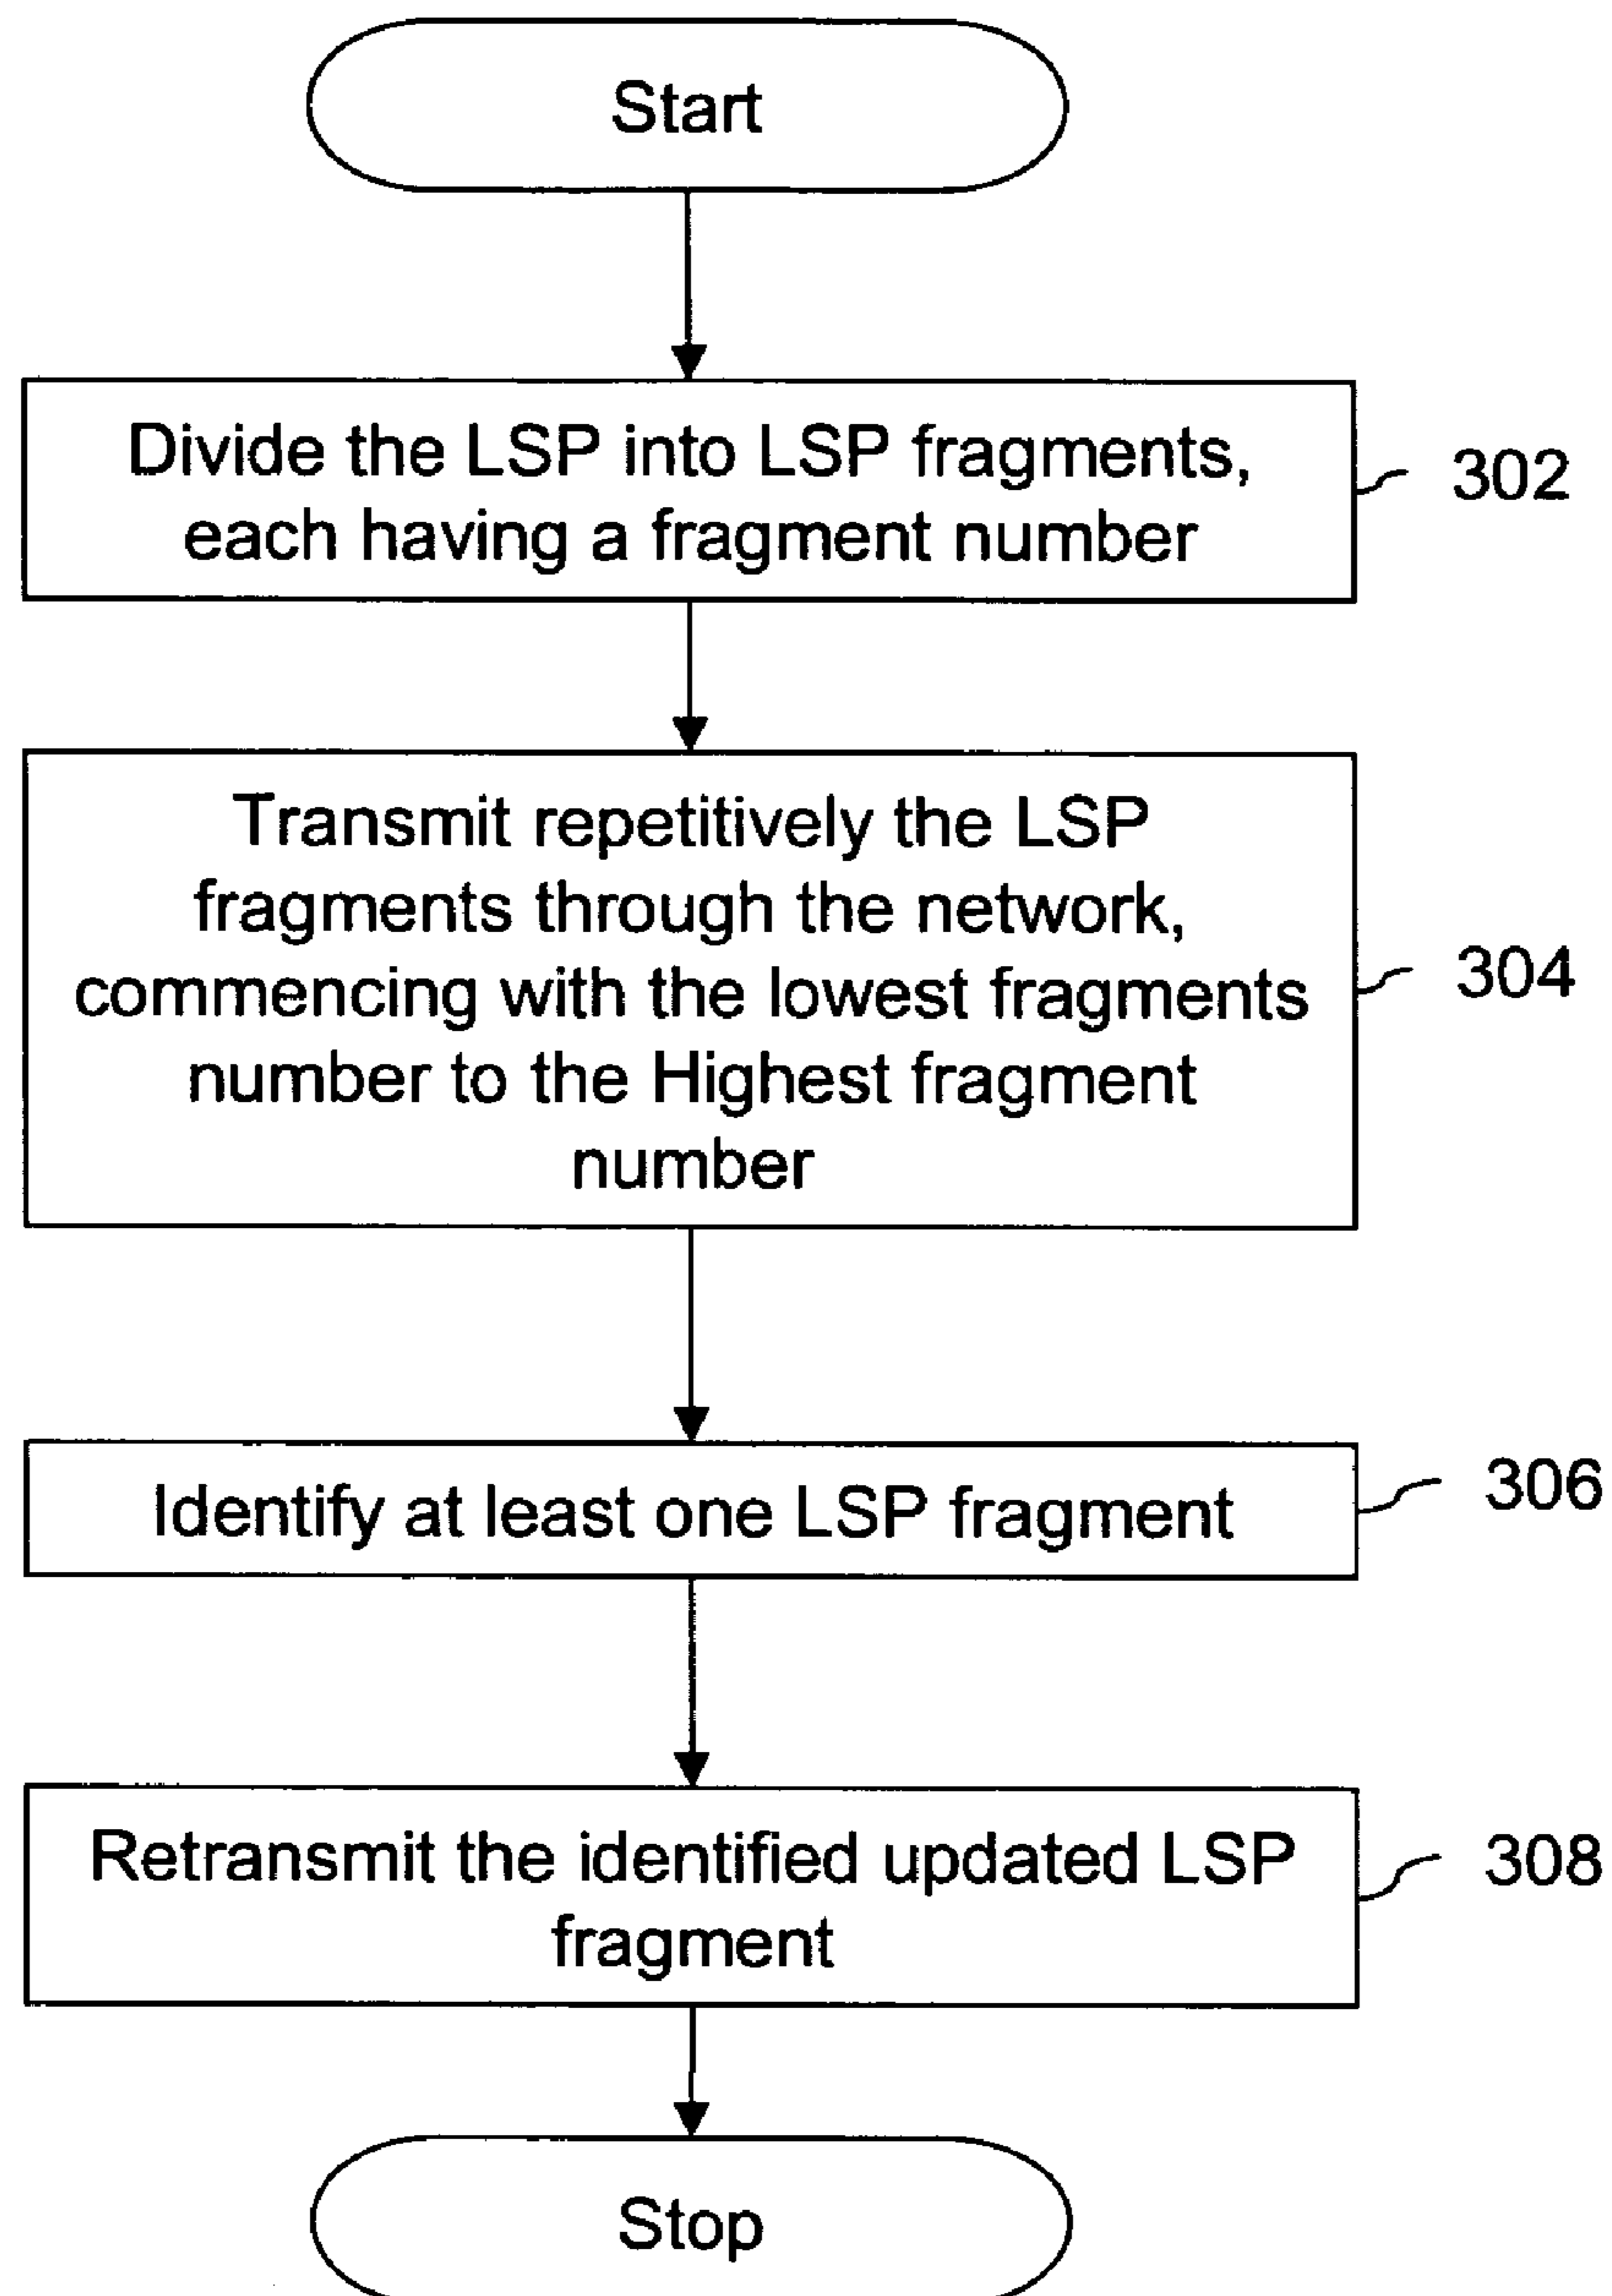 Start
Divide the LSP into LSP fragments,
each having a fragment number
302
Transmit repetitively the LSP
fragments through the network,
commencing with the lowest fragments
number to the Highest fragment
number
304
Identify at least one LSP fragment
306
Retransmit the identified updated LSP
fragment
308
Stop